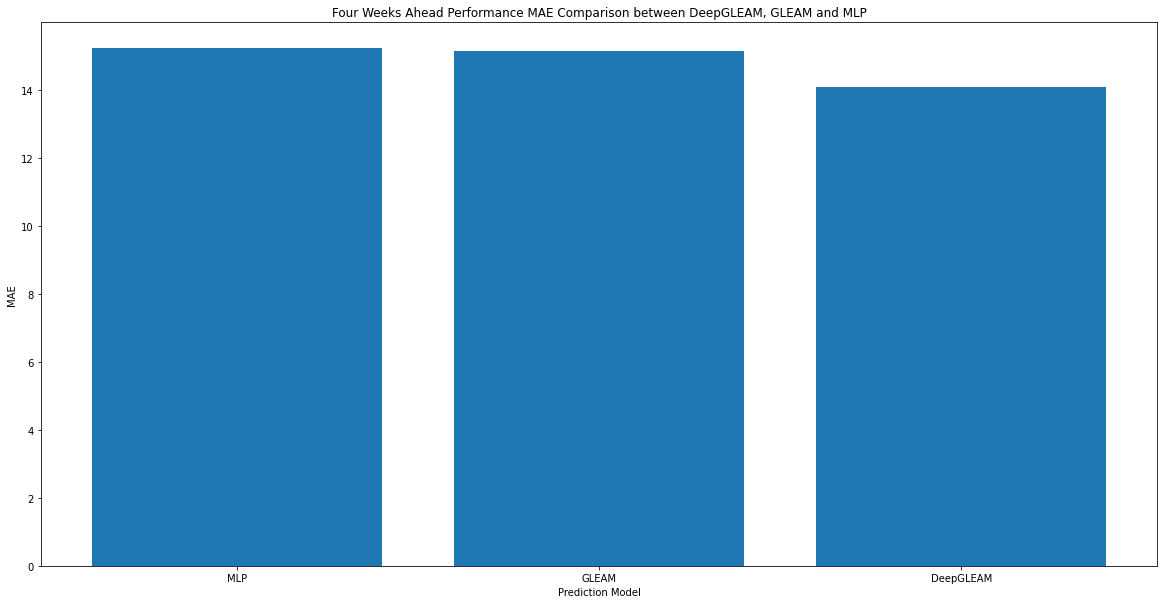 Four Weeks Ahead Performance MAE Comparison between DeepGLEAM, GLEAM and MLP
14
12
10
8
6
4
2
0
MAE
MLP
GLEAM
DeepGLEAM
Prediction Model